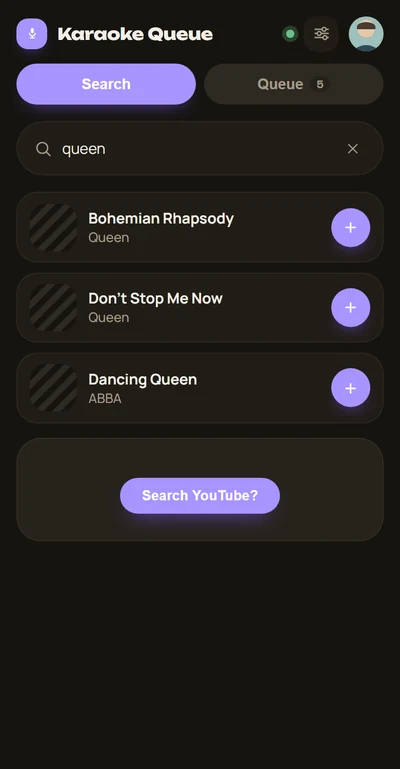 Karaoke Queue
Search
Queue 5
queen
Bohemian Rhapsody
Queen
Don't Stop Me Now
Queen
Dancing Queen
ABBA
Search YouTube?